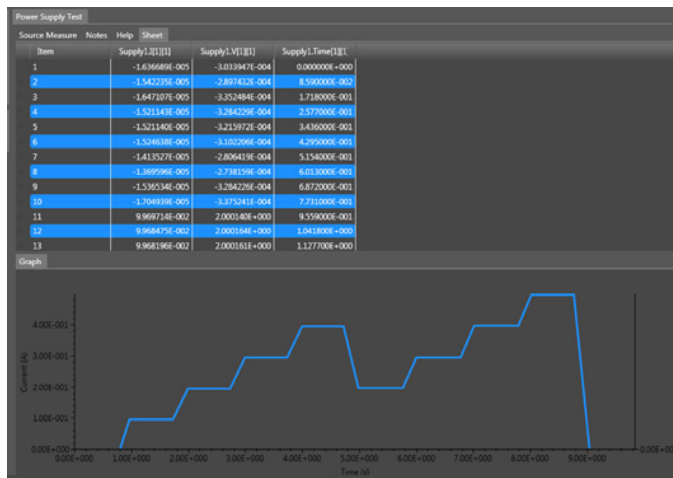 Power Supply Test
Source Measure Notes Help Sheet
Item Supply1.I[1][1] Supply1.V[1][1] Supply1.Time[1][1
1 -1.636689E-005 -3.033947E-004 0.000000E+000
2 -1.542235E-005 -2.897432E-004 8.590000E-002
3 -1.647107E-005 -3.352484E-004 1.718000E-001
4 -1.521143E-005 -3.284229E-004 2.577000E-001
5 -1.521140E-005 -3.215972E-004 3.436000E-001
6 -1.524638E-005 -3.102206E-004 4.295000E-001
7 -1.413527E-005 -2.806419E-004 5.154000E-001
8 -1.369596E-005 -2.738159E-004 6.013000E-001
9 -1.536534E-005 -3.284226E-004 6.872000E-001
10 -1.704939E-005 -3.375241E-004 7.731000E-001
11 9.969714E-002 2.000140E+000 9.559000E-001
12 9.968475E-002 2.000164E+000 1.041800E+000
13 9.968196E-002 2.000161E+000 1.127700E+000
Graph
4.00E-001
3.00E-001
2.00E-001
1.00E-001
0.00E+000
Current (A)
0.00E+000 1.00E+000 2.00E+000 3.00E+000 4.00E+000 5.00E+000 6.00E+000 7.00E+000 8.00E+000 9.00E+000
0.00E+00
Time (s)